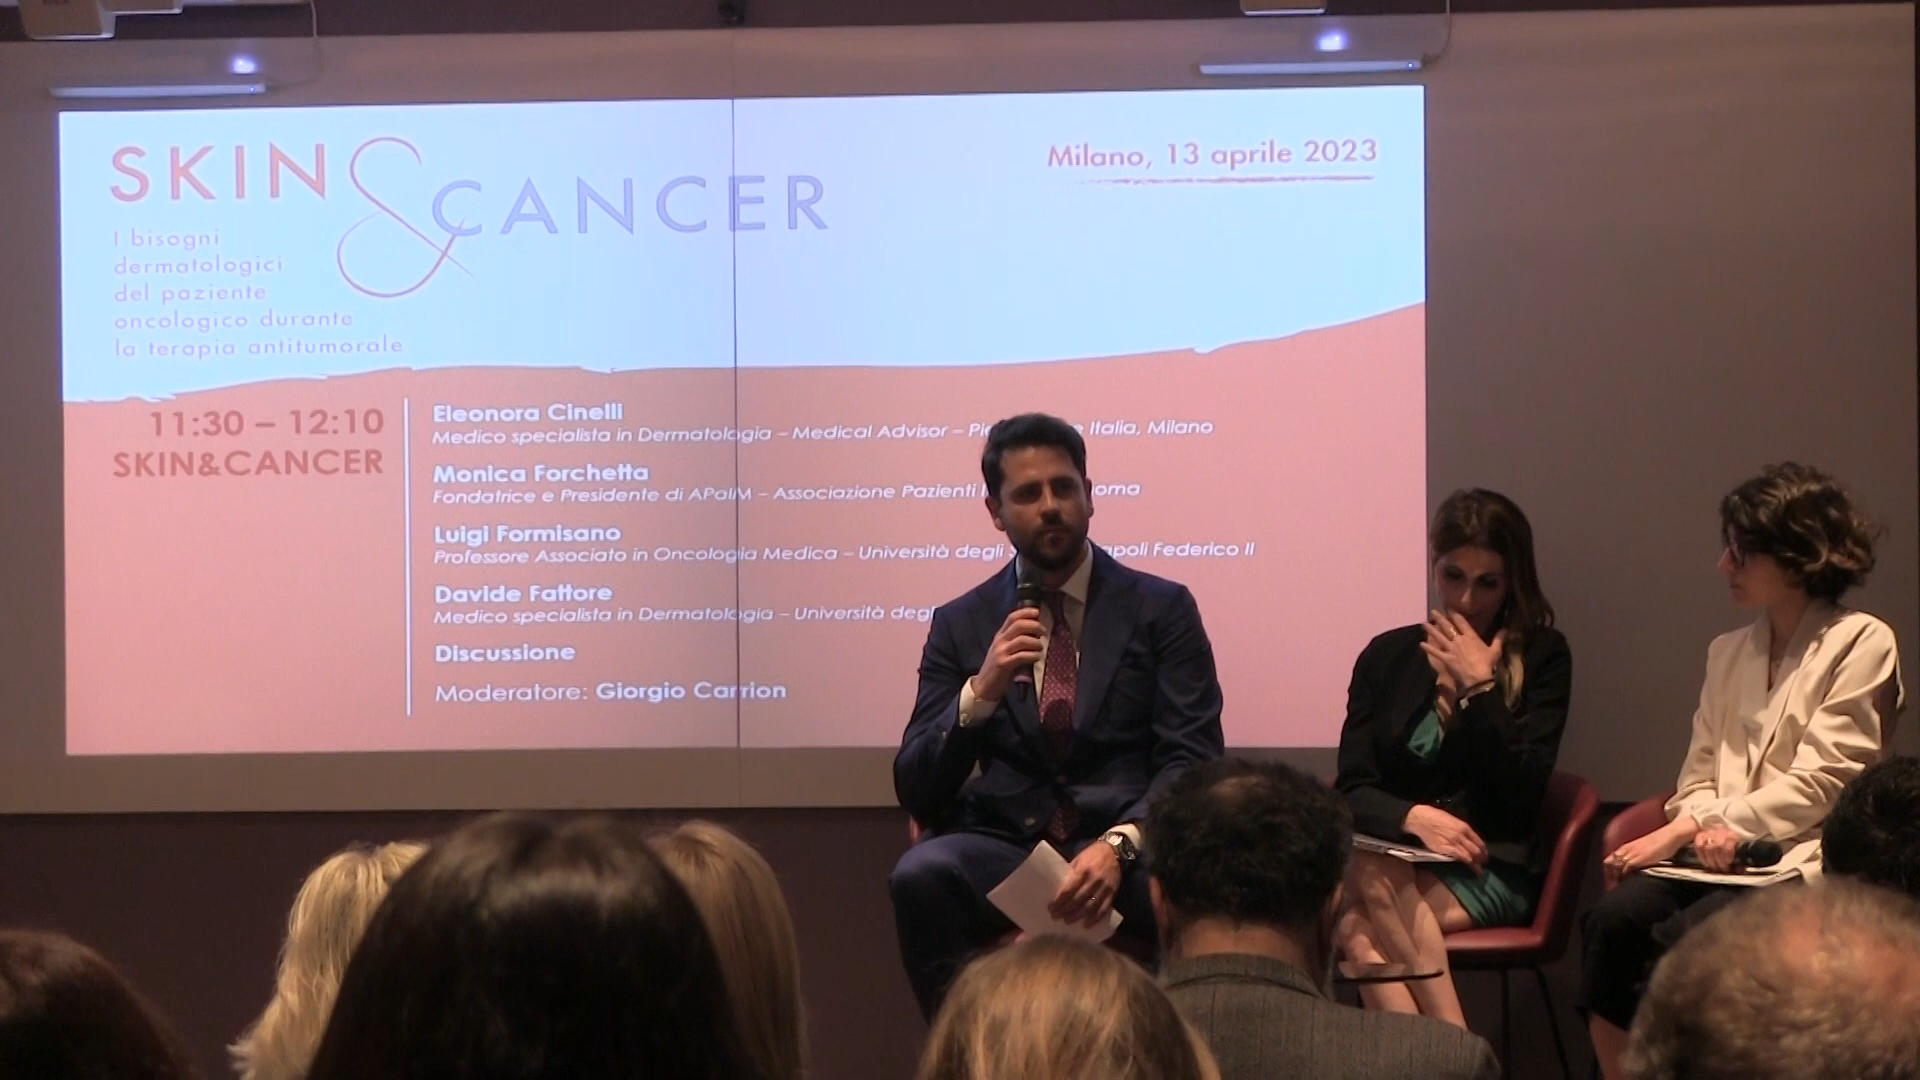 SKIN & CANCER
Milano, 13 aprile 2023
I bisogni
dermatologici
del paziente
oncologico durante
la terapia antitumorale
11:30 – 12:10
SKIN&CANCER
Eleonora Cinelli
Medico specialista in Dermatologia – Medical Advisor – Italia, Milano
Monica Forchetta
Fondatrice e Presidente di APaIM – Associazione Pazienti
Luigi Formisano
Professore Associato in Oncologia Medica – Università degli Federico II
Davide Fattore
Medico specialista in Dermatologia – Università
Discussione
Moderatore: Giorgio Carrion